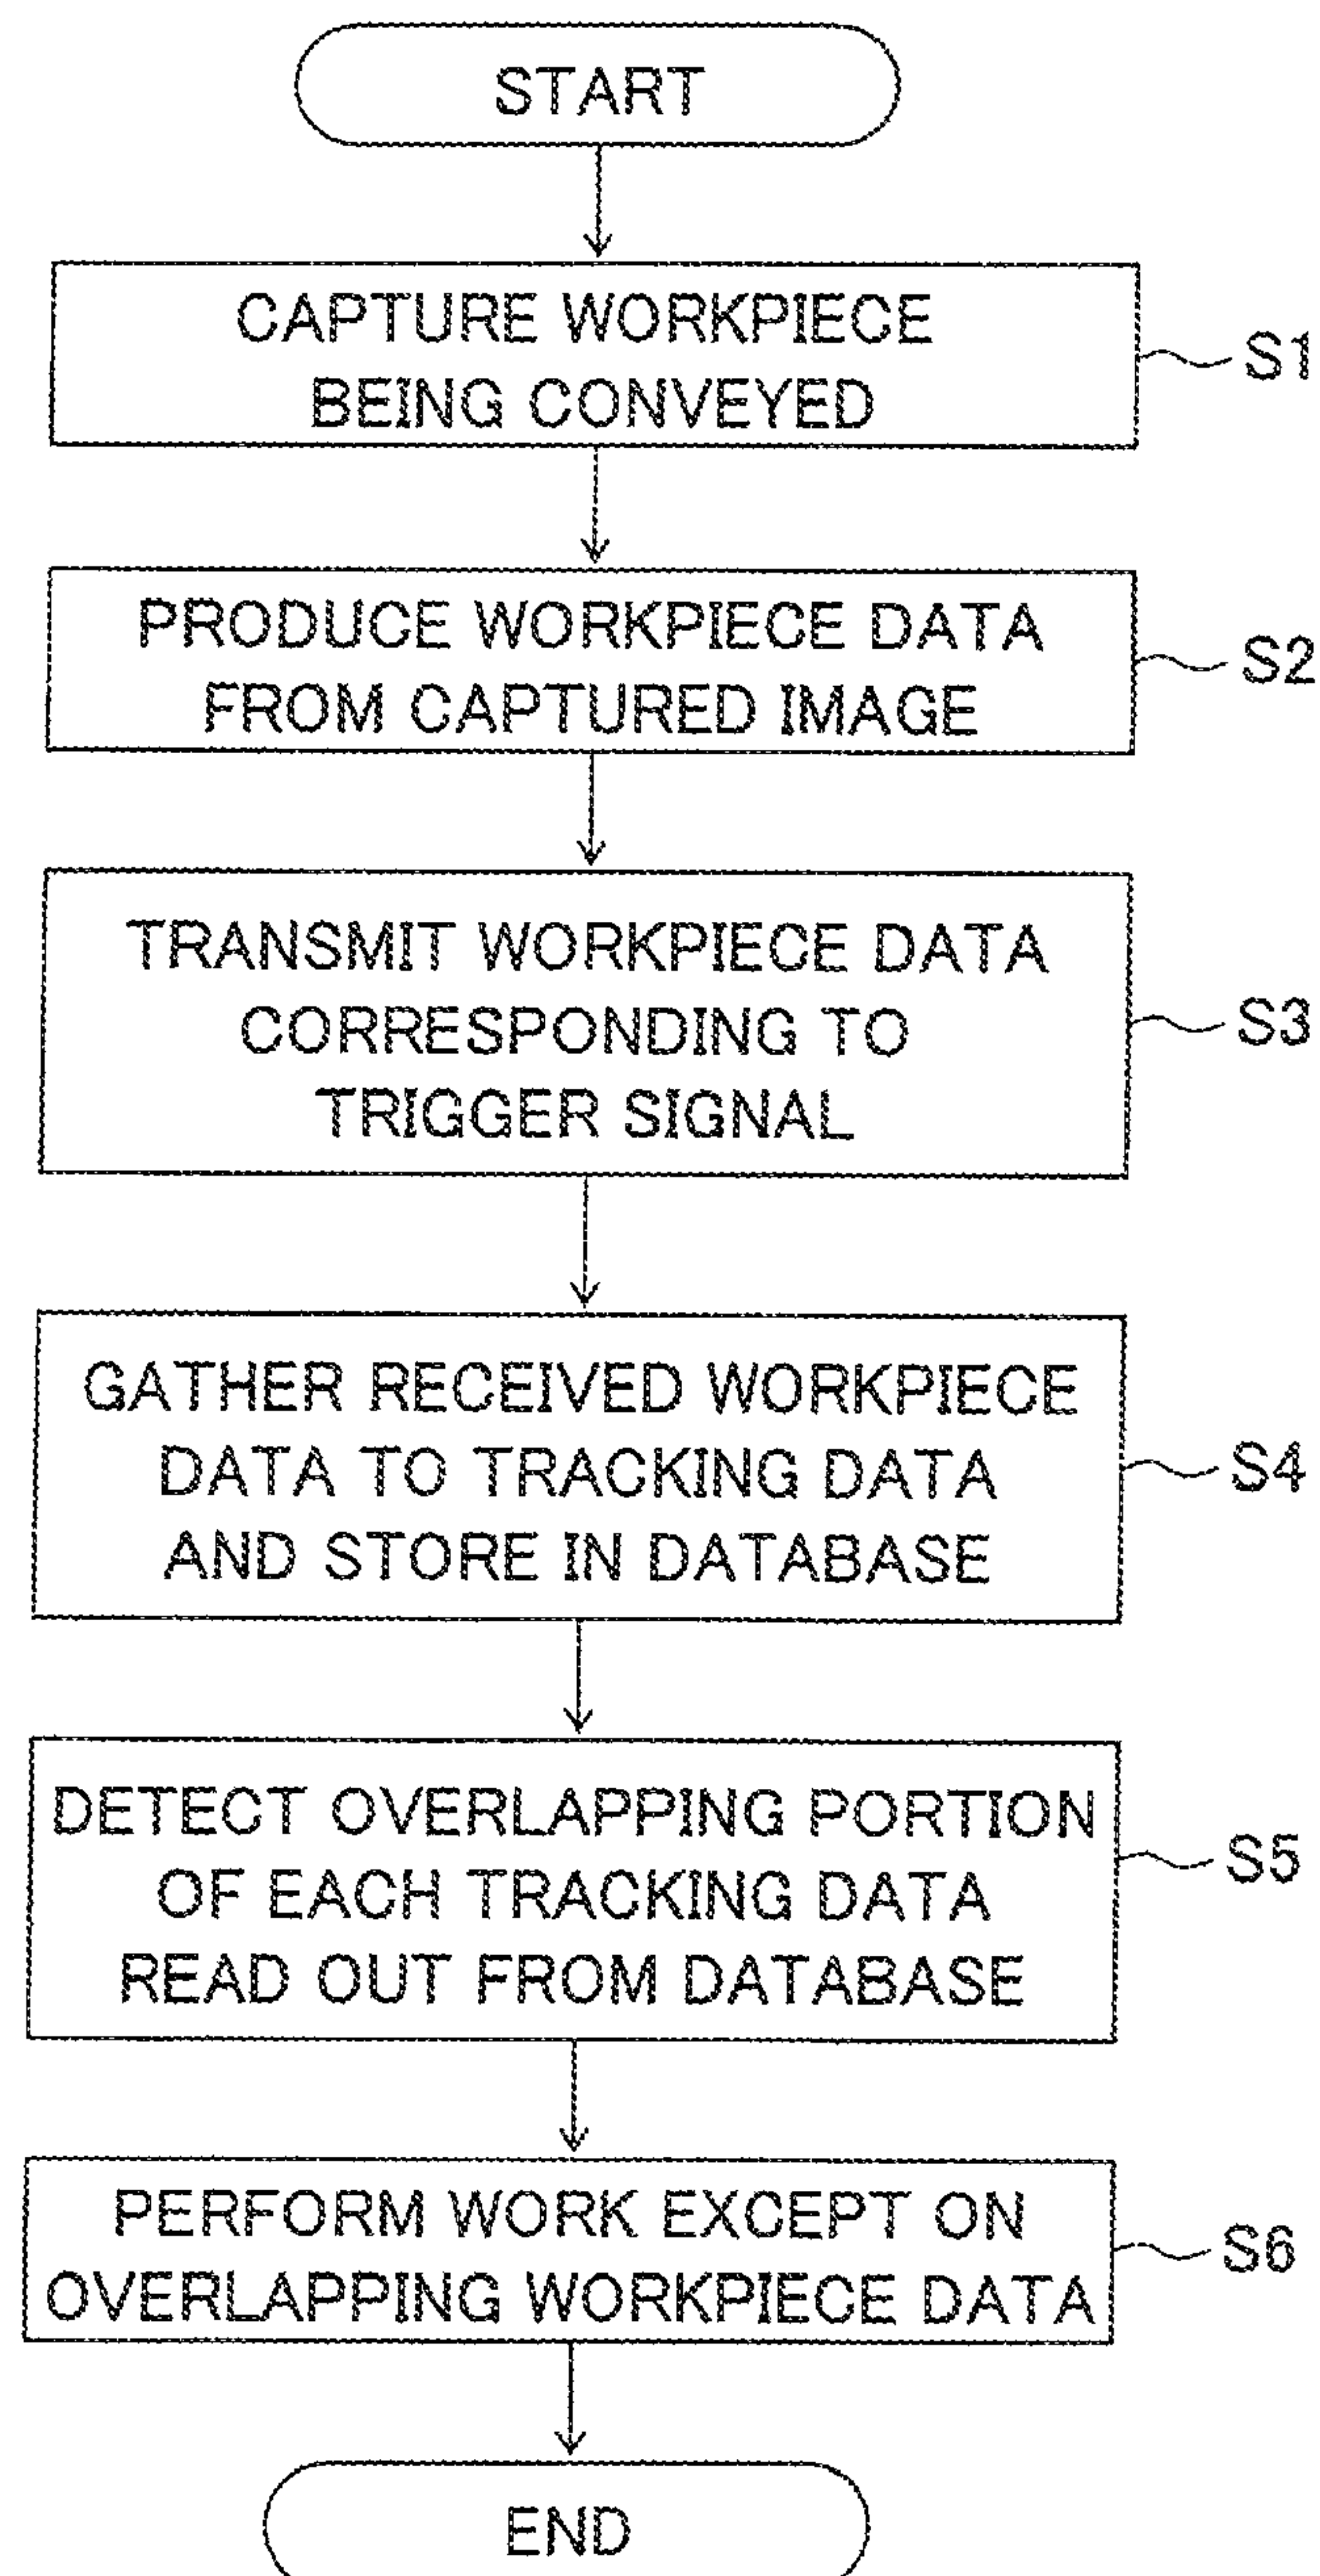 START
CAPTURE WORKPIECE
BEING CONVEYED
S1
PRODUCE WORKPIECE DATA
FROM CAPTURED IMAGE
S2
TRANSMIT WORKPIECE DATA
CORRESPONDING TO
TRIGGER SIGNAL
S3
GATHER RECEIVED WORKPIECE
DATA TO TRACKING DATA
AND STORE IN DATABASE
S4
DETECT OVERLAPPING PORTION
OF EACH TRACKING DATA
READ OUT FROM DATABASE
S5
PERFORM WORK EXCEPT ON
OVERLAPPING WORKPIECE DATA
S6
END